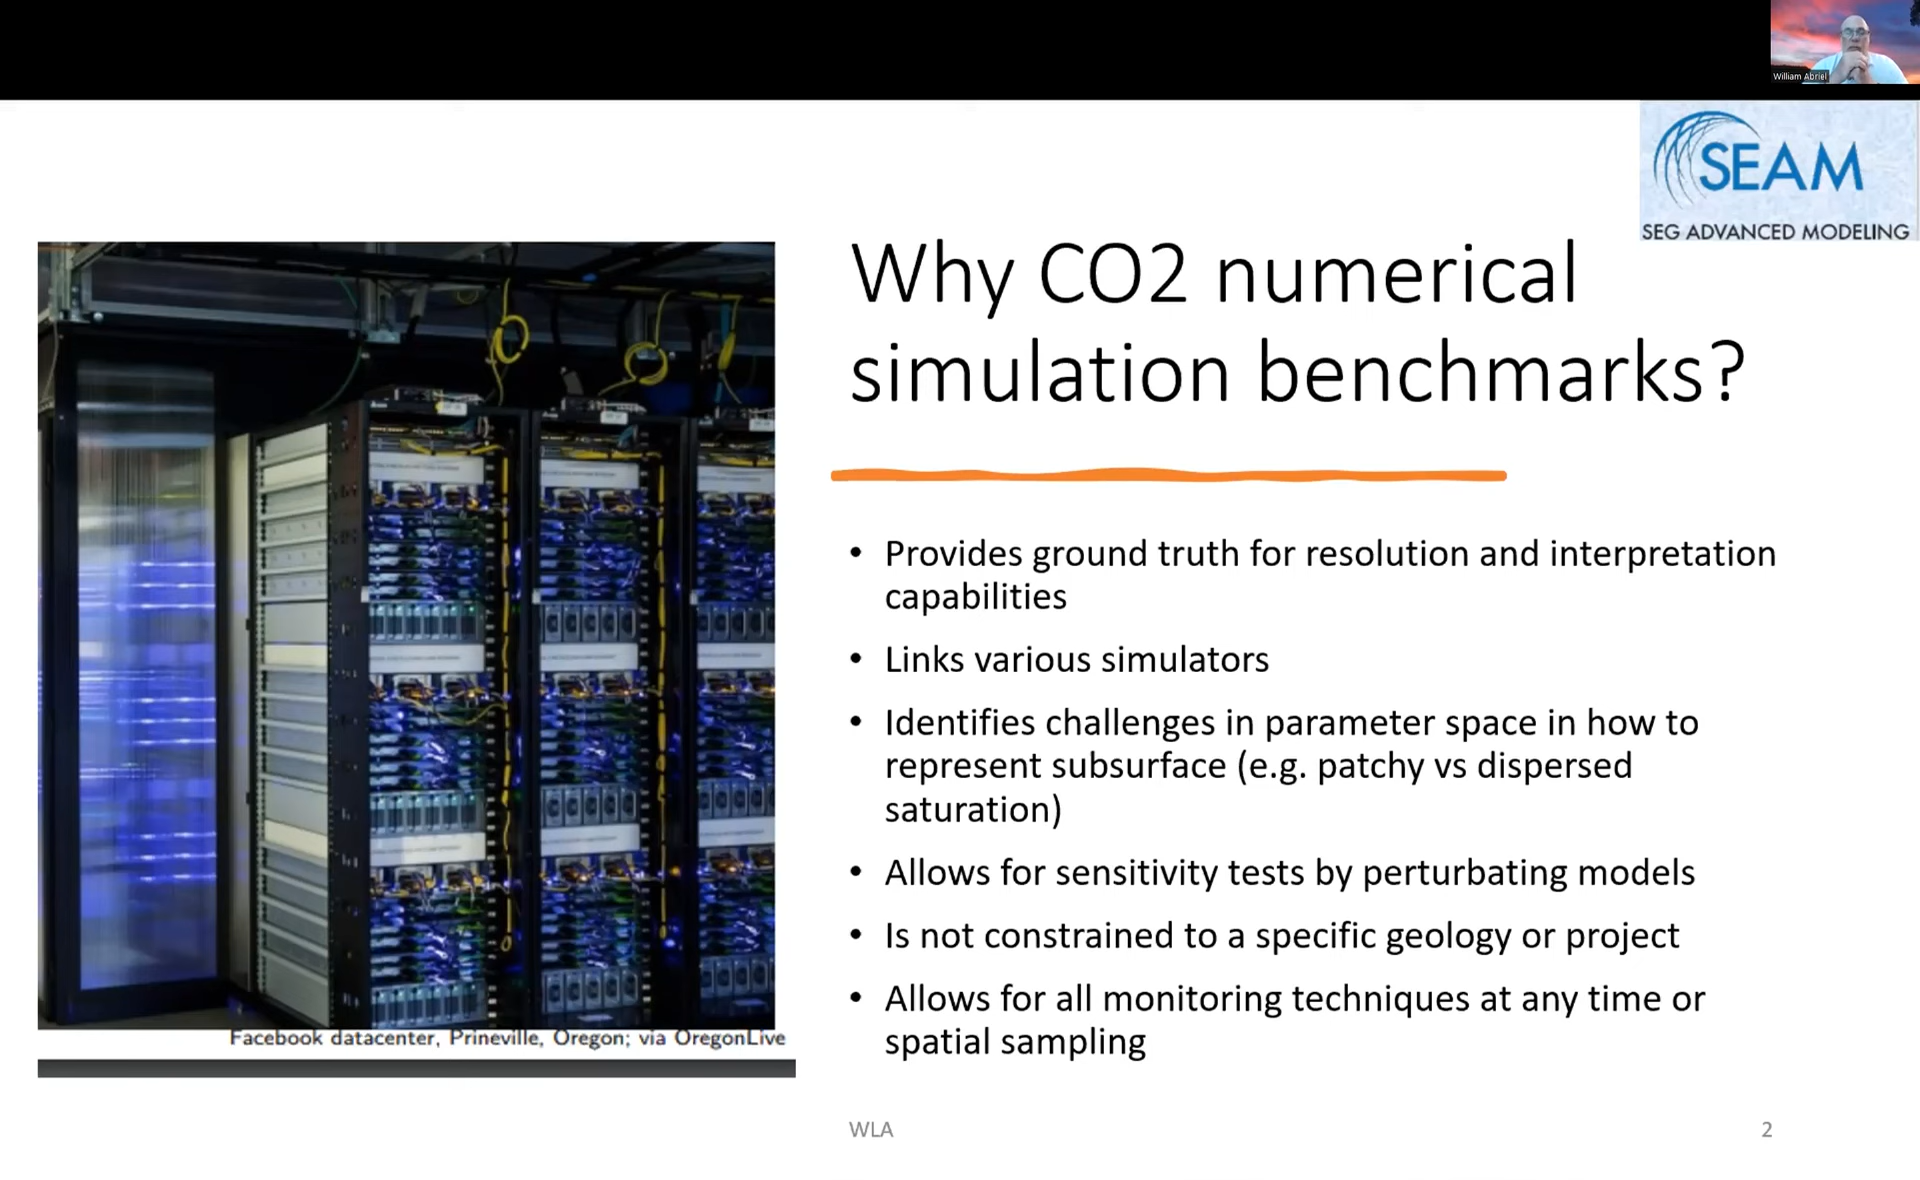 William Abriel
SEAM
SEG ADVANCED MODELING
Why CO2 numerical
simulation benchmarks?
• Provides ground truth for resolution and interpretation
capabilities
• Links various simulators
• Identifies challenges in parameter space in how to
represent subsurface (e.g. patchy vs dispersed
saturation)
• Allows for sensitivity tests by perturbating models
• Is not constrained to a specific geology or project
• Allows for all monitoring techniques at any time or
spatial sampling
Facebook datacenter, Prineville, Oregon; via OregonLive
WLA
2